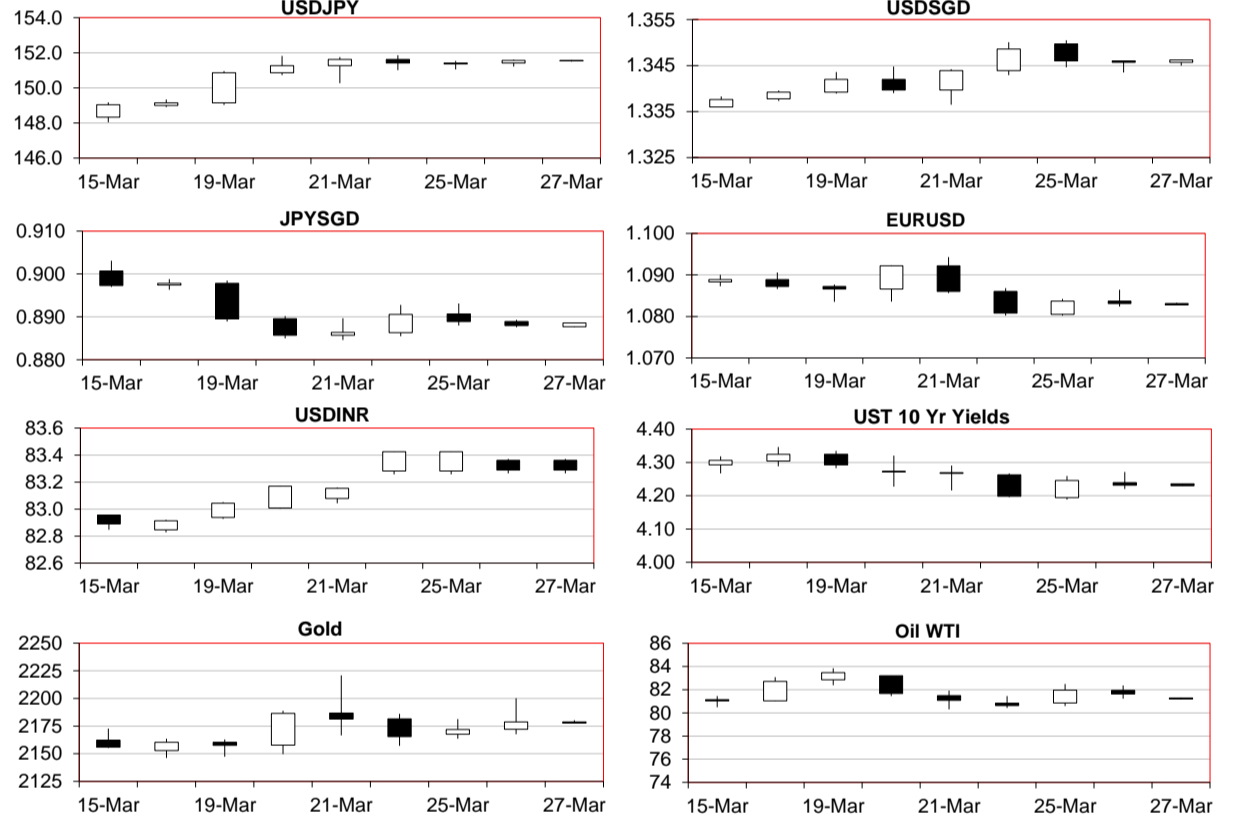 USDJPY
154.0
152.0
150.0
148.0
146.0
15-Mar 19-Mar 21-Mar 25-Mar 27-Mar
USDSGD
1.355
1.345
1.335
1.325
15-Mar 19-Mar 21-Mar 25-Mar 27-Mar
JPYSGD
0.910
0.900
0.890
0.880
15-Mar 19-Mar 21-Mar 25-Mar 27-Mar
EURUSD
1.100
1.090
1.080
1.070
15-Mar 19-Mar 21-Mar 25-Mar 27-Mar
USDINR
83.6
83.4
83.2
83.0
82.8
82.6
15-Mar 19-Mar 21-Mar 25-Mar 27-Mar
UST 10 Yr Yields
4.40
4.30
4.20
4.10
4.00
15-Mar 19-Mar 21-Mar 25-Mar 27-Mar
Gold
2250
2225
2200
2175
2150
2125
15-Mar 19-Mar 21-Mar 25-Mar 27-Mar
Oil WTI
86
84
82
80
78
76
74
15-Mar 19-Mar 21-Mar 25-Mar 27-Mar